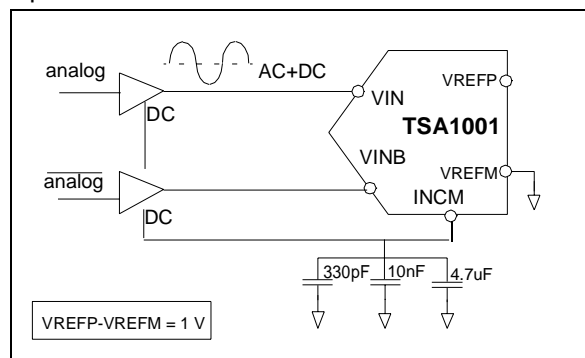 analog
AC+DC
VIN
VREFP
TSA1001
DC
VINB
VREFM
analog
INCM
DC
330pF 10nF 4.7uF
VREFP-VREFM = 1 V